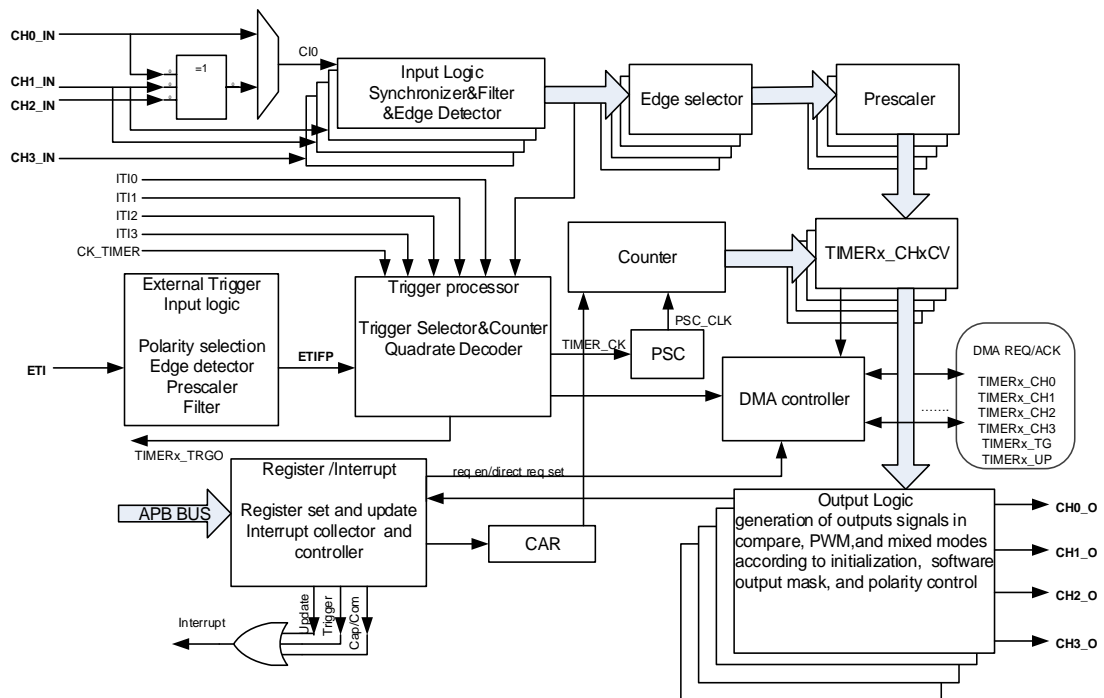 CH0_IN
CH1_IN
CH2_IN
CH3_IN
=1
CI0
Input Logic
Synchronizer&Filter
&Edge Detector
Edge selector
Prescaler
ITI0
ITI1
ITI2
ITI3
CK_TIMER
Counter
TIMERx_CHxCV
External Trigger
Input logic
Polarity selection
Edge detector
Prescaler
Filter
ETI
ETIFP
Trigger processor
Trigger Selector&Counter
Quadrate Decoder
TIMER_CK
PSC_CLK
PSC
DMA controller
DMA REQ/ACK
TIMERx_CH0
TIMERx_CH1
TIMERx_CH2
TIMERx_CH3
TIMERx_TG
TIMERx_UP
.......
TIMERx_TRGO
APB BUS
Register /Interrupt
Register set and update
Interrupt collector and
controller
req en/direct req set
CAR
Output Logic
generation of outputs signals in
compare, PWM,and mixed modes
according to initialization, software
output mask, and polarity control
CH0_O
CH1_O
CH2_O
CH3_O
Update
Trigger
Cap/Com
Interrupt